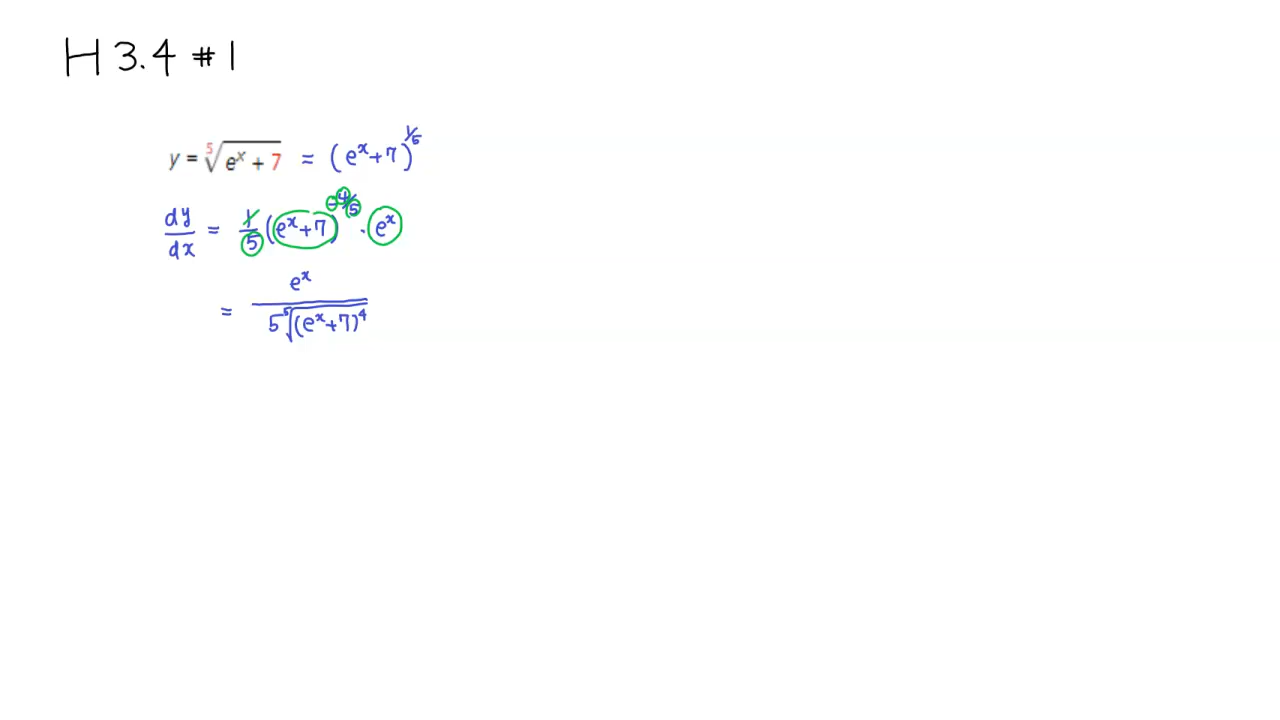 H 3.4 #1
y = ⁵√(eˣ + 7) = (eˣ+7)^(1/5)
dy/dx = 1/5 (eˣ+7)^(-4/5) · eˣ
= eˣ / (5 ⁵√((eˣ+7)⁴))